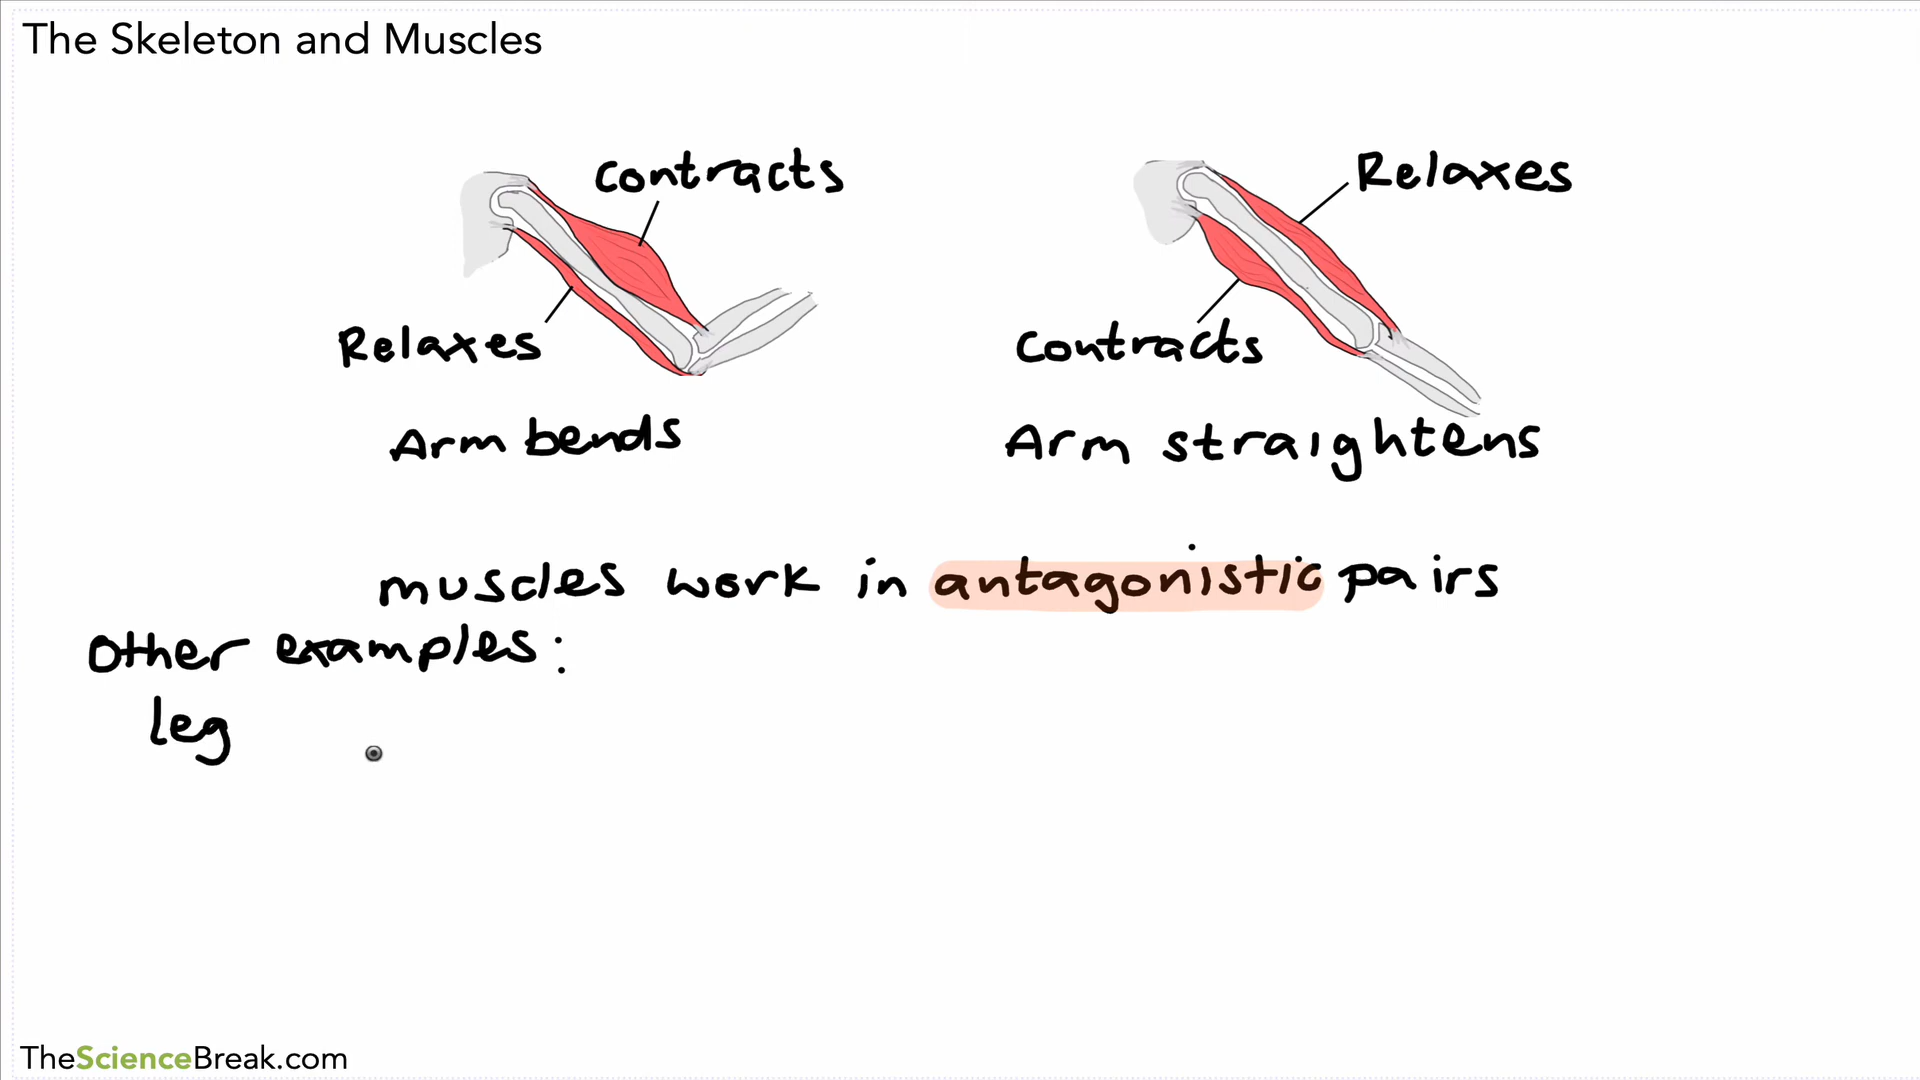 The Skeleton and Muscles
contracts
Relaxes
Relaxes
contracts
Arm bends
Arm straightens
muscles work in antagonistic pairs
Other examples:
leg
TheScienceBreak.com